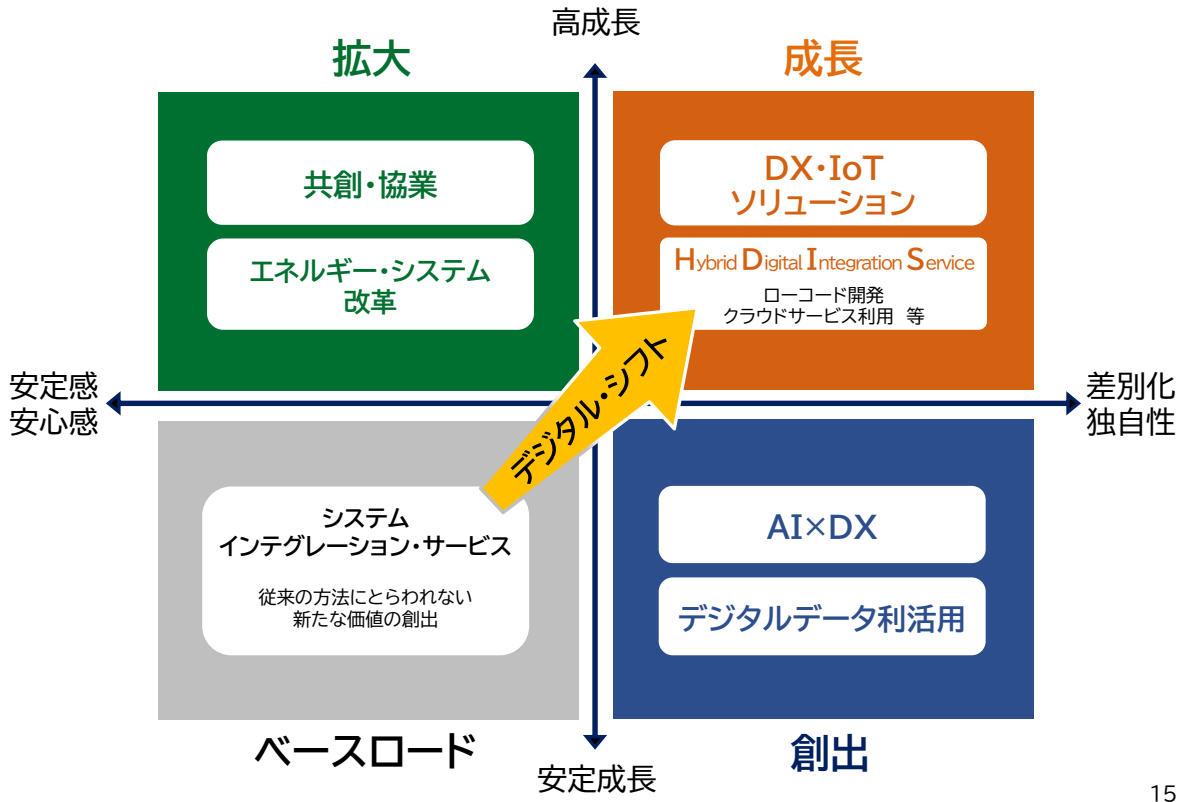 高成長
拡大
成長
共創・協業
エネルギー・システム
改革
DX・IoT
ソリューション
Hybrid Digital Integration Service
ローコード開発
クラウドサービス利用 等
デジタル・シフト
安定感
安心感
差別化
独自性
システム
インテグレーション・サービス
従来の方法にとらわれない
新たな価値の創出
AI×DX
デジタルデータ利活用
ベースロード
創出
安定成長
15